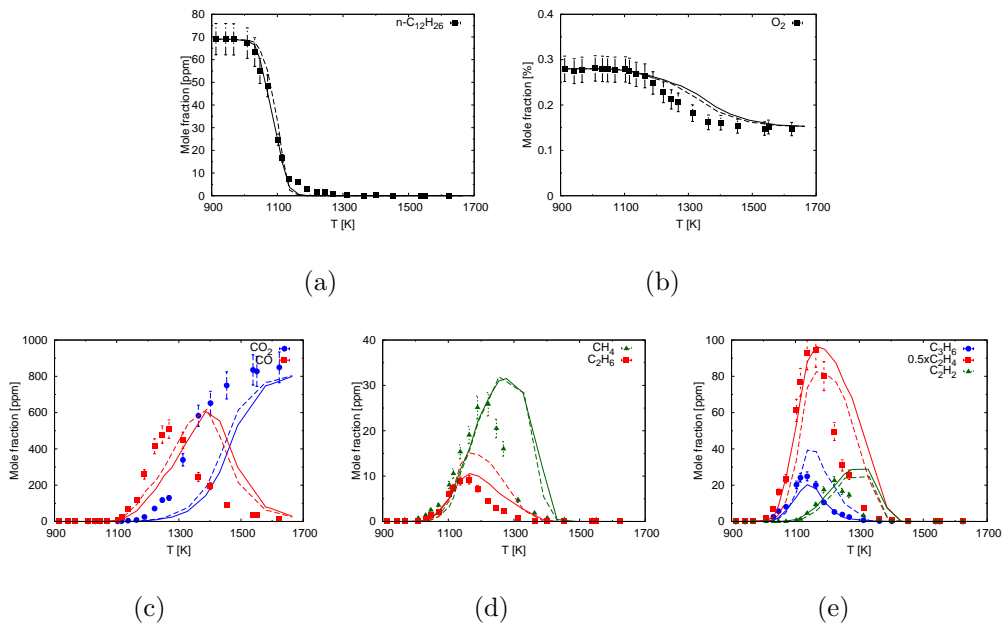 n-C12H26
Mole fraction [ppm]
80
70
60
50
40
30
20
10
0
900 1100 1300 1500 1700
T [K]
(a)
O2
Mole fraction [%]
0.4
0.3
0.2
0.1
0
900 1100 1300 1500 1700
T [K]
(b)
CO2
CO
Mole fraction [ppm]
1000
800
600
400
200
0
900 1100 1300 1500 1700
T [K]
(c)
CH4
C2H6
Mole fraction [ppm]
40
30
20
10
0
900 1100 1300 1500 1700
T [K]
(d)
C3H6
0.5xC2H4
C2H2
Mole fraction [ppm]
100
80
60
40
20
0
900 1100 1300 1500 1700
T [K]
(e)